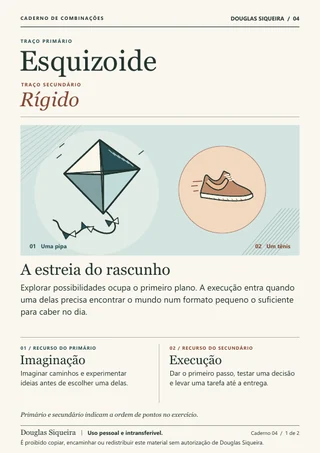 CADERNO DE COMBINAÇÕES
DOUGLAS SIQUEIRA / 04
TRAÇO PRIMÁRIO
Esquizoide
TRAÇO SECUNDÁRIO
Rígido
01 Uma pipa
02 Um tênis
A estreia do rascunho
Explorar possibilidades ocupa o primeiro plano. A execução entra quando
uma delas precisa encontrar o mundo num formato pequeno o suficiente
para caber no dia.
01 / RECURSO DO PRIMÁRIO
Imaginação
Imaginar caminhos e experimentar
ideias antes de escolher uma delas.
02 / RECURSO DO SECUNDÁRIO
Execução
Dar o primeiro passo, testar uma decisão
e levar uma tarefa até a entrega.
Primário e secundário indicam a ordem de pontos no exercício.
Douglas Siqueira | Uso pessoal e intransferível.
Caderno 04 / 1 de 2
É proibido copiar, encaminhar ou redistribuir este material sem autorização de Douglas Siqueira.